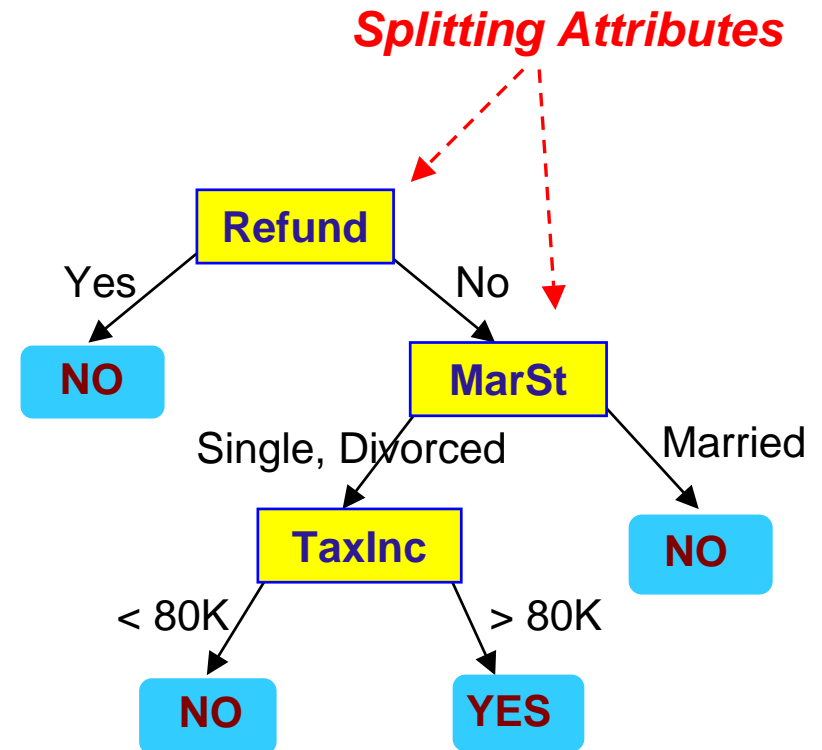 Splitting Attributes
Refund
Yes
No
NO
MarSt
Single, Divorced
Married
TaxInc
NO
< 80K
> 80K
NO
YES